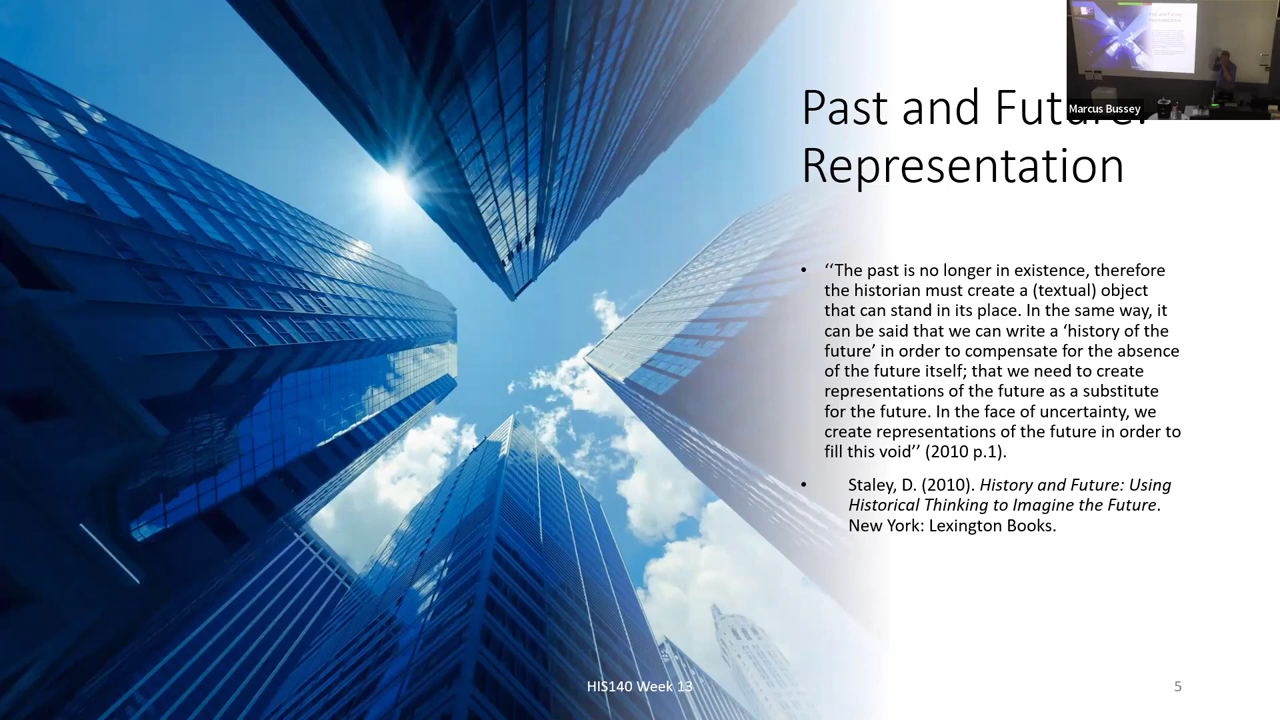 Past and Future:
Representation
Marcus Bussey
• ‘‘The past is no longer in existence, therefore
the historian must create a (textual) object
that can stand in its place. In the same way, it
can be said that we can write a ‘history of the
future’ in order to compensate for the absence
of the future itself; that we need to create
representations of the future as a substitute
for the future. In the face of uncertainty, we
create representations of the future in order to
fill this void’’ (2010 p.1).
• Staley, D. (2010). History and Future: Using
Historical Thinking to Imagine the Future.
New York: Lexington Books.
HIS140 Week 13
5